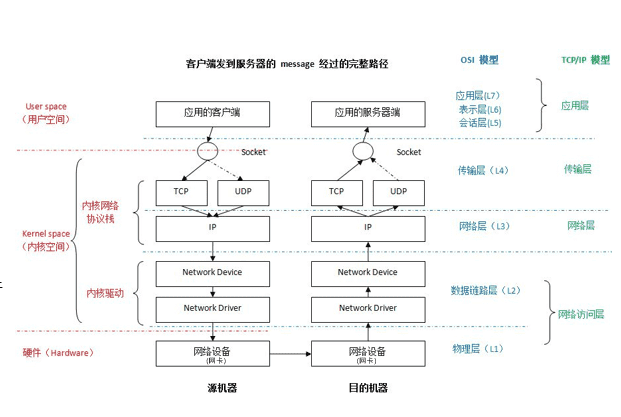 客户端发到服务器的 message 经过的完整路径
OSI 模型
TCP/IP 模型
User space
（用户空间）
应用的客户端
应用的服务器端
应用层(L7)
表示层(L6)
会话层(L5)
应用层
Socket
Socket
传输层（L4）
传输层
TCP
UDP
TCP
UDP
内核网络
协议栈
IP
IP
网络层（L3）
网络层
Kernel space
（内核空间）
内核驱动
Network Device
Network Device
数据链路层（L2）
Network Driver
Network Driver
网络访问层
硬件（Hardware）
网络设备
(网卡)
网络设备
(网卡)
物理层（L1）
源机器
目的机器